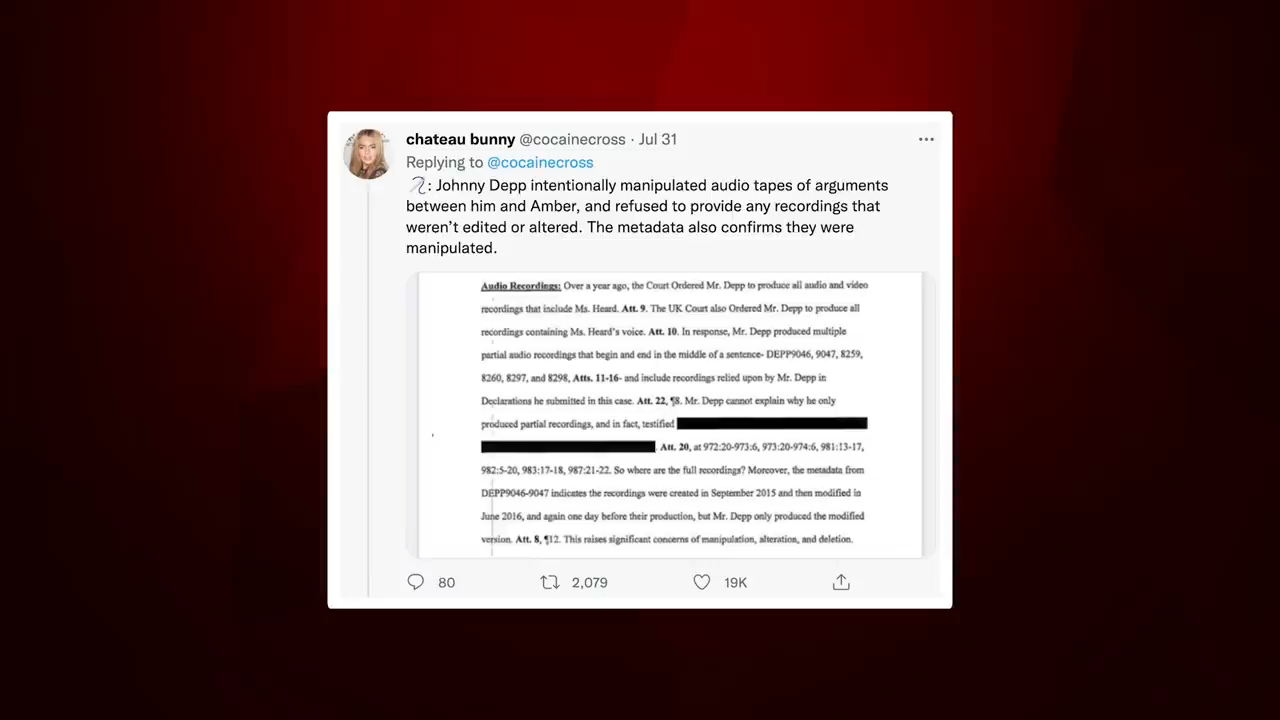 chateau bunny @cocainecross · Jul 31
Replying to @cocainecross
: Johnny Depp intentionally manipulated audio tapes of arguments
between him and Amber, and refused to provide any recordings that
weren’t edited or altered. The metadata also confirms they were
manipulated.
Audio Recordings: Over a year ago, the Court Ordered Mr. Depp to produce all audio and video
recordings that include Ms. Heard. Att. 9. The UK Court also Ordered Mr. Depp to produce all
recordings containing Ms. Heard's voice. Att. 10. In response, Mr. Depp produced multiple
partial audio recordings that begin and end in the middle of a sentence- DEPP9046, 9047, 8259,
8260, 8297, and 8298, Atts. 11-16- and include recordings relied upon by Mr. Depp in
Declarations he submitted in this case. Att. 22, ¶8. Mr. Depp cannot explain why he only
produced partial recordings, and in fact, testified
Att. 20, at 972:20-973:6, 973:20-974:6, 981:13-17,
982:5-20, 983:17-18, 987:21-22. So where are the full recordings? Moreover, the metadata from
DEPP9046-9047 indicates the recordings were created in September 2015 and then modified in
June 2016, and again one day before their production, but Mr. Depp only produced the modified
version. Att. 8, ¶12. This raises significant concerns of manipulation, alteration, and deletion.
80 2,079 19K